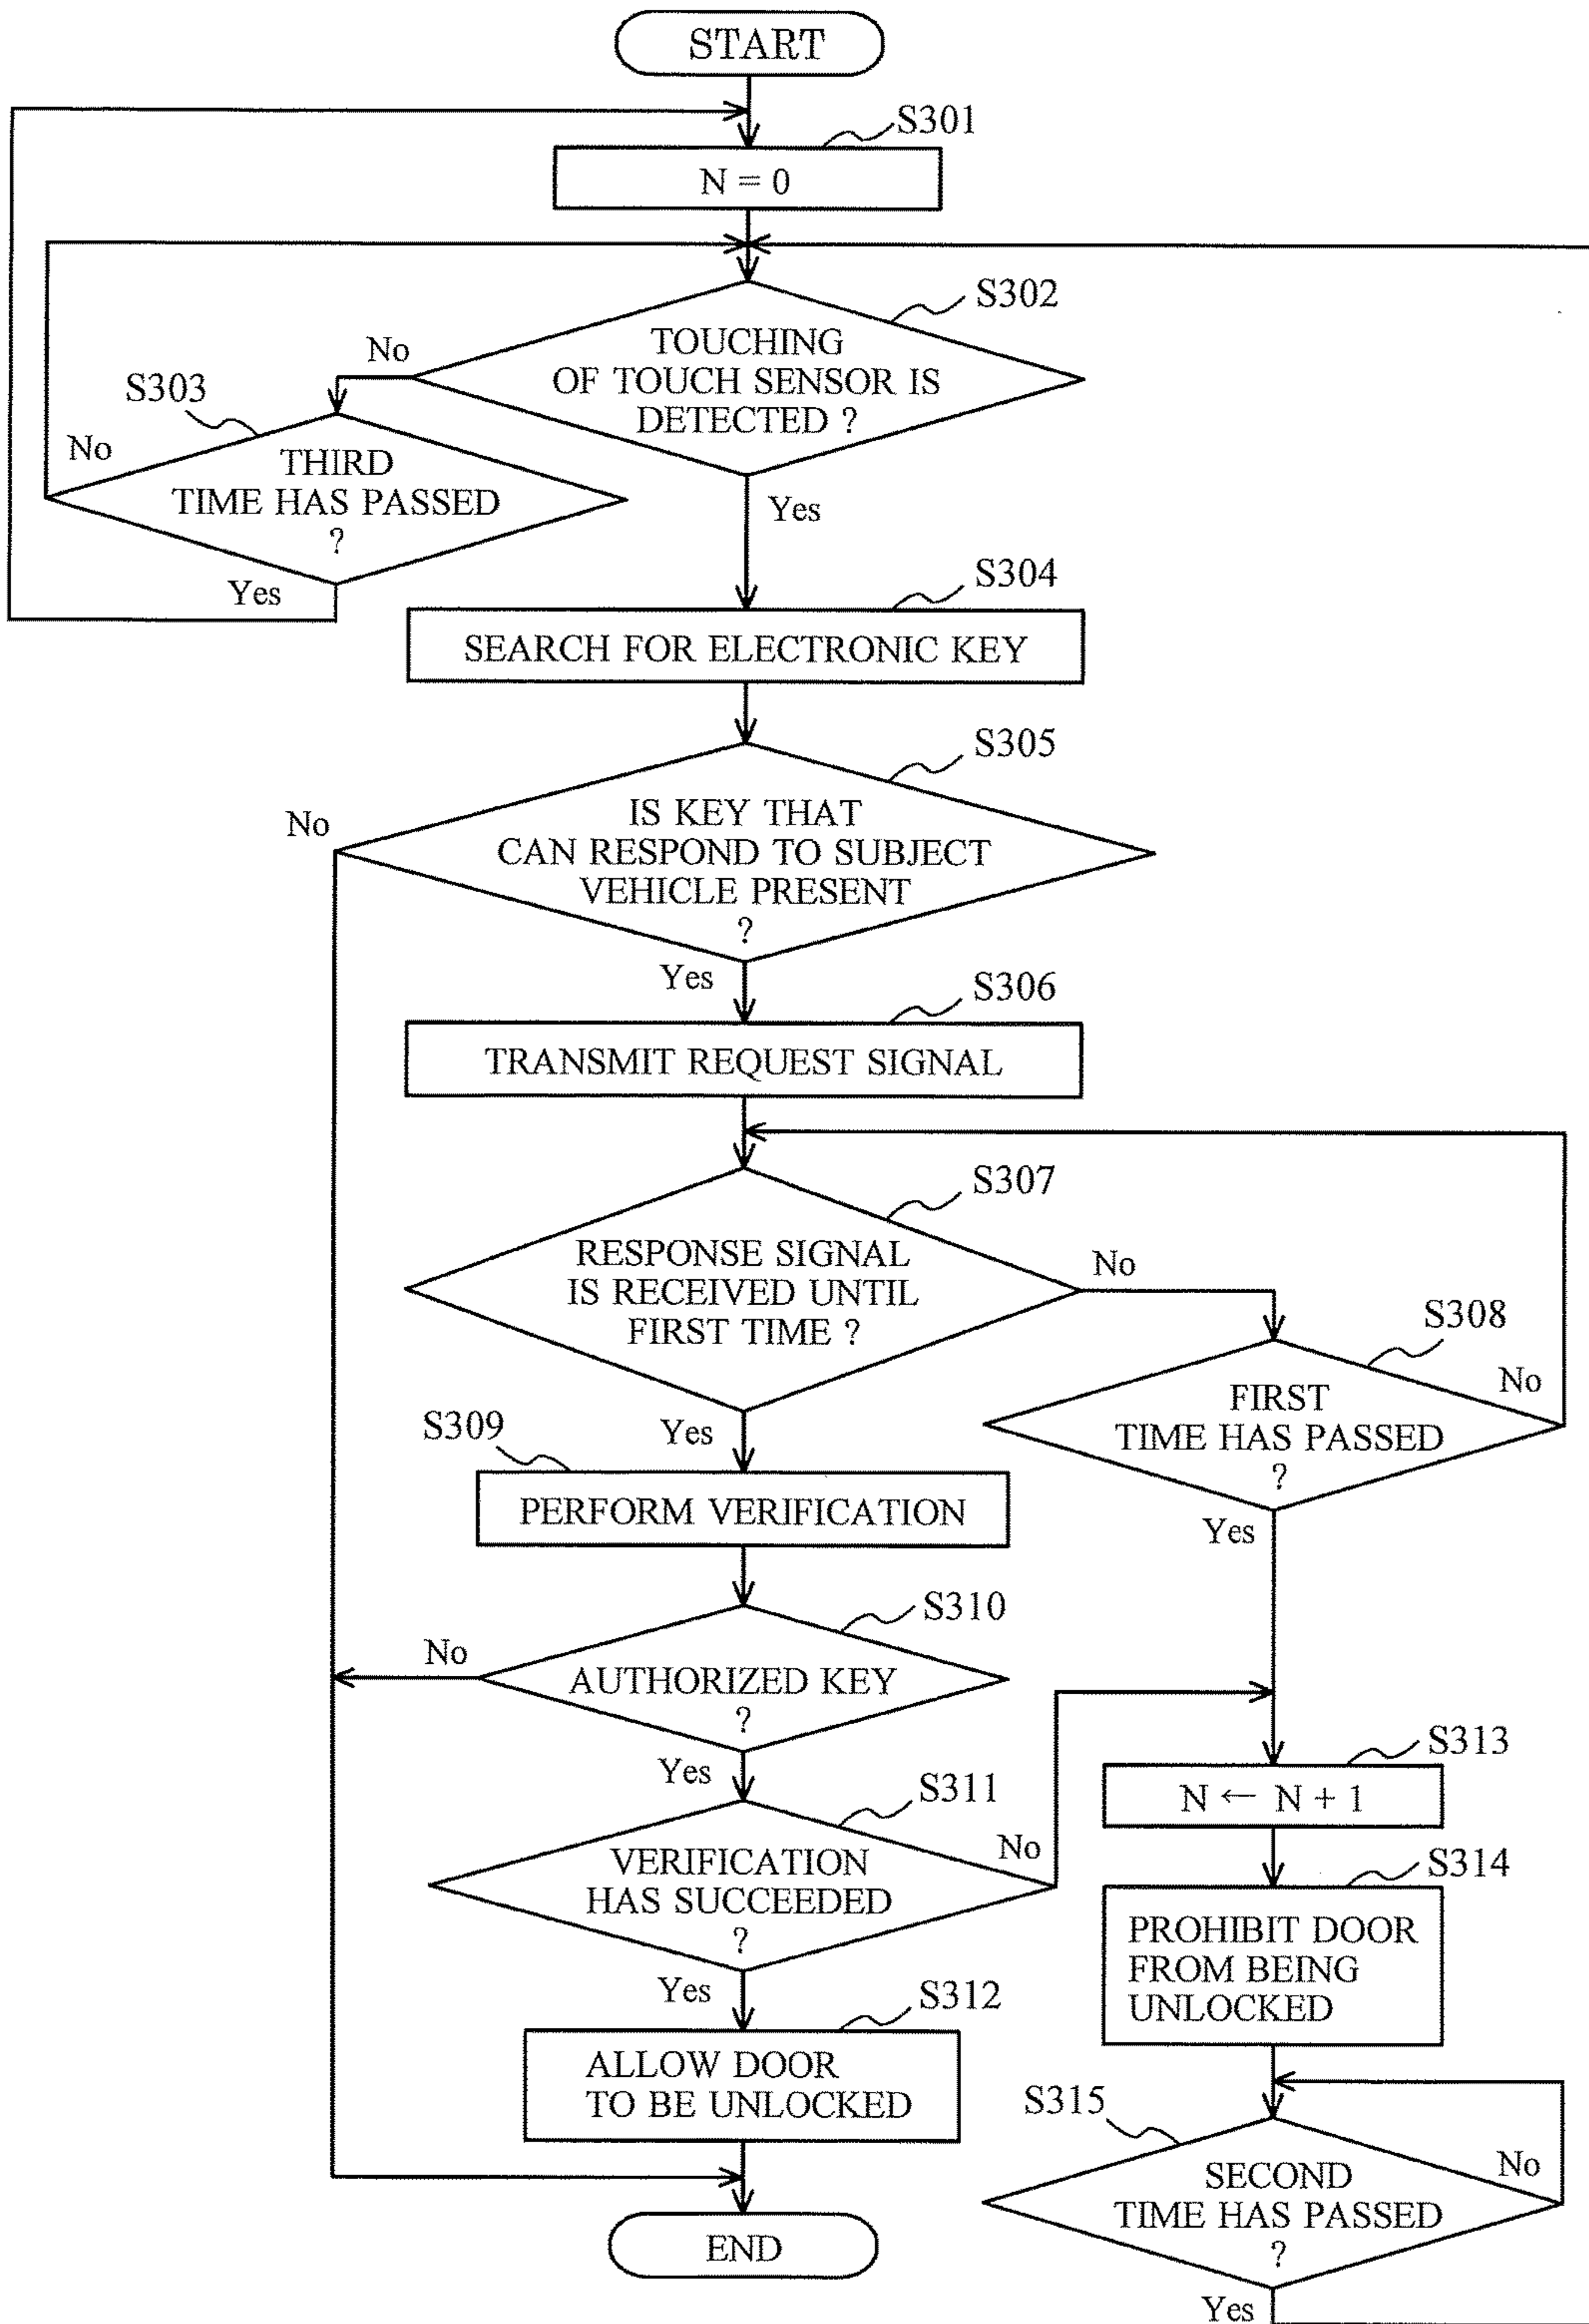 START
S301
N = 0
S302
TOUCHING
OF TOUCH SENSOR IS
DETECTED ?
No
S303
No
THIRD
TIME HAS PASSED
?
Yes
Yes
S304
SEARCH FOR ELECTRONIC KEY
S305
No
IS KEY THAT
CAN RESPOND TO SUBJECT
VEHICLE PRESENT
?
Yes
S306
TRANSMIT REQUEST SIGNAL
S307
RESPONSE SIGNAL
IS RECEIVED UNTIL
FIRST TIME ?
No
S308
No
FIRST
TIME HAS PASSED
?
Yes
Yes
S309
PERFORM VERIFICATION
S310
No
AUTHORIZED KEY
?
Yes
S311
No
VERIFICATION
HAS SUCCEEDED
?
Yes
S312
ALLOW DOOR
TO BE UNLOCKED
END
S313
N ← N + 1
S314
PROHIBIT DOOR
FROM BEING
UNLOCKED
S315
No
SECOND
TIME HAS PASSED
?
Yes